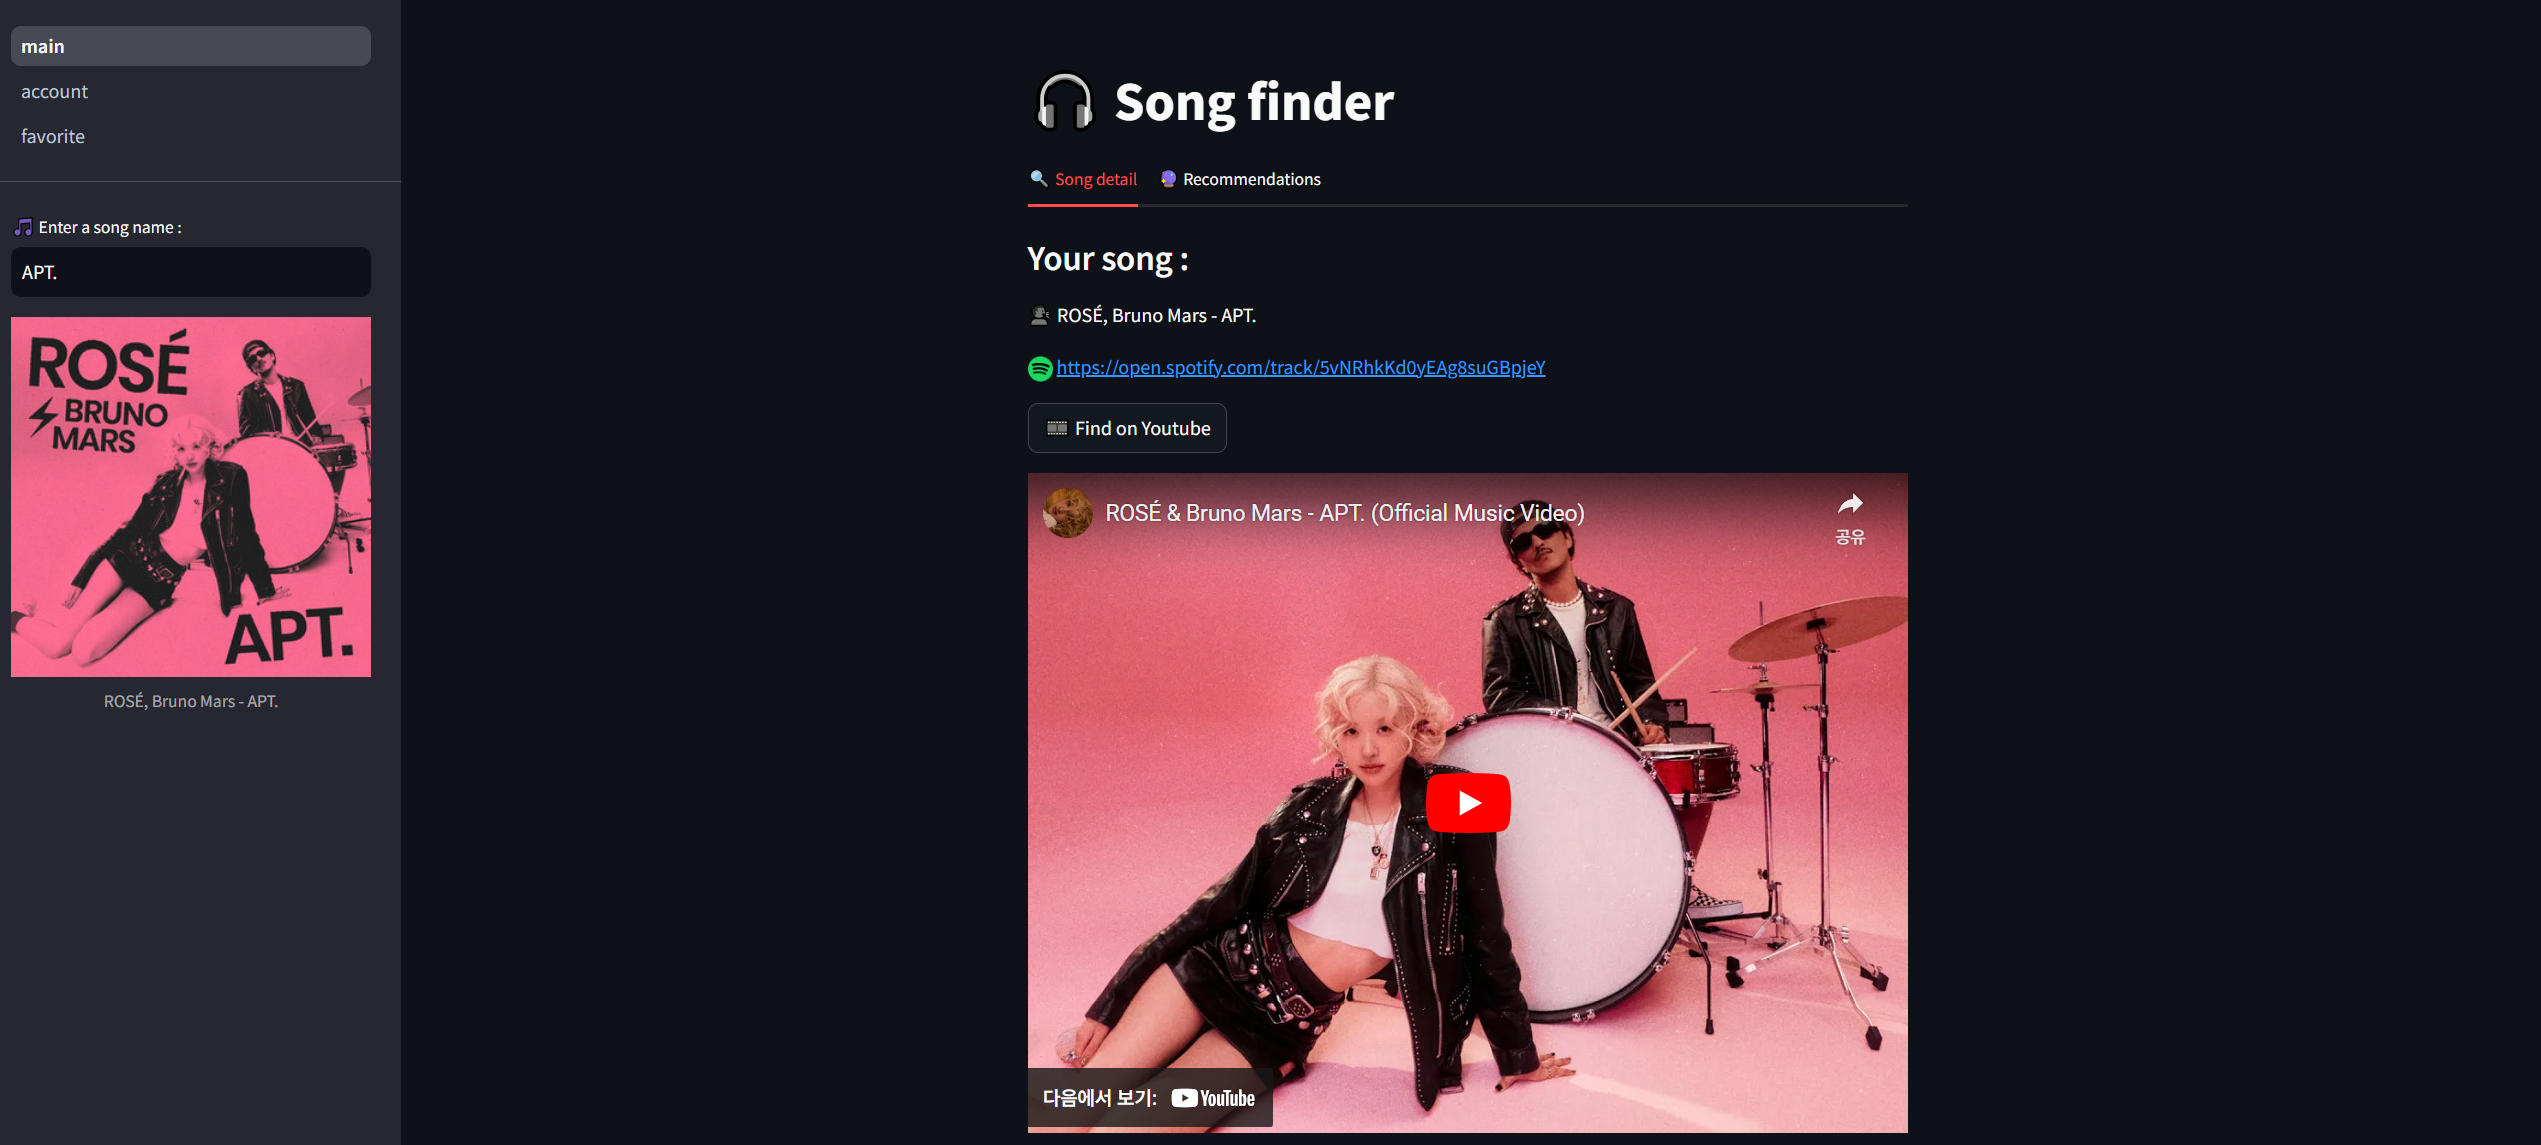 main
account
favorite
Enter a song name :
APT.
ROSÉ
BRUNO
MARS
APT.
ROSÉ, Bruno Mars - APT.
Song finder
Song detail
Recommendations
Your song :
ROSÉ, Bruno Mars - APT.
https://open.spotify.com/track/5vNRhkKd0yEAg8suGBpjeY
Find on Youtube
ROSÉ & Bruno Mars - APT. (Official Music Video)
공유
다음에서 보기: YouTube